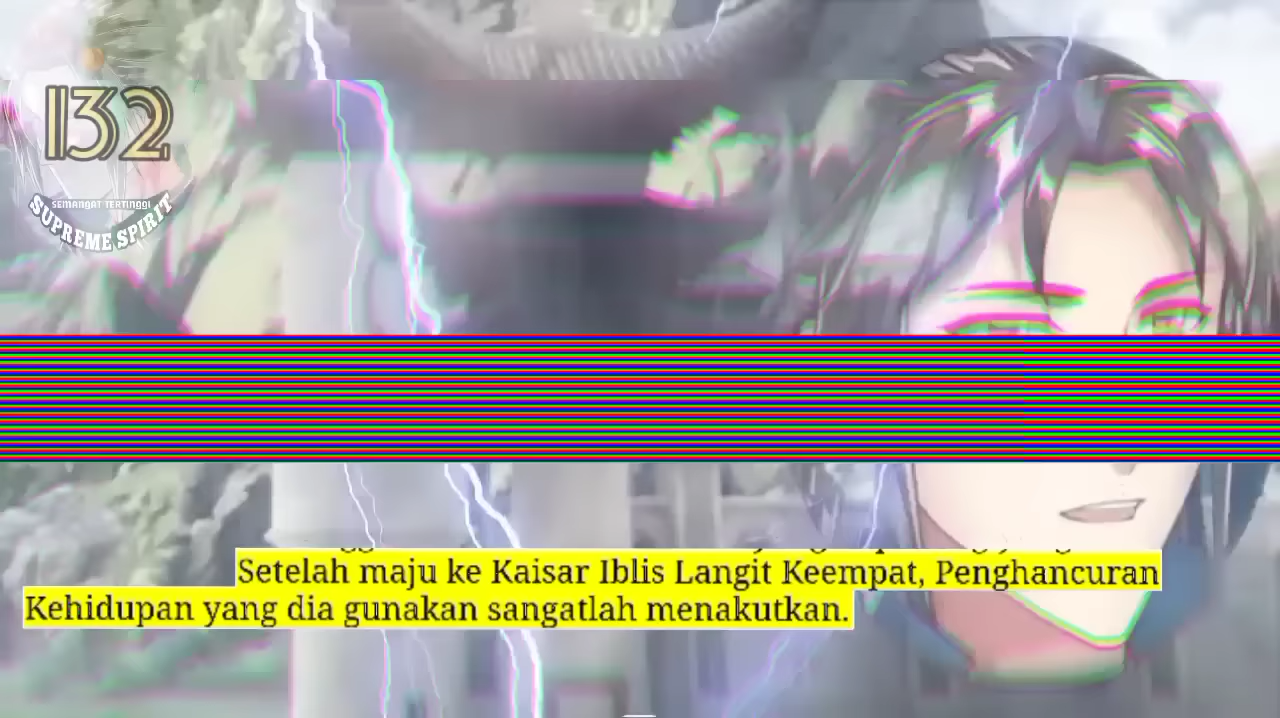 132
SEMANGAT TERTINGGI
SUPREME SPIRIT
Setelah maju ke Kaisar Iblis Langit Keempat, Penghancuran
Kehidupan yang dia gunakan sangatlah menakutkan.